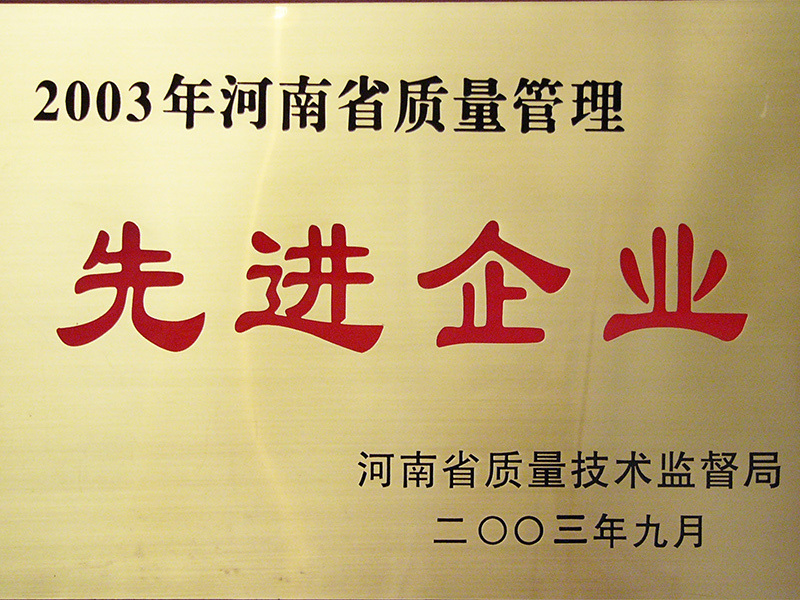 2003年河南省质量管理
先进企业
河南省质量技术监督局
二〇〇三年九月